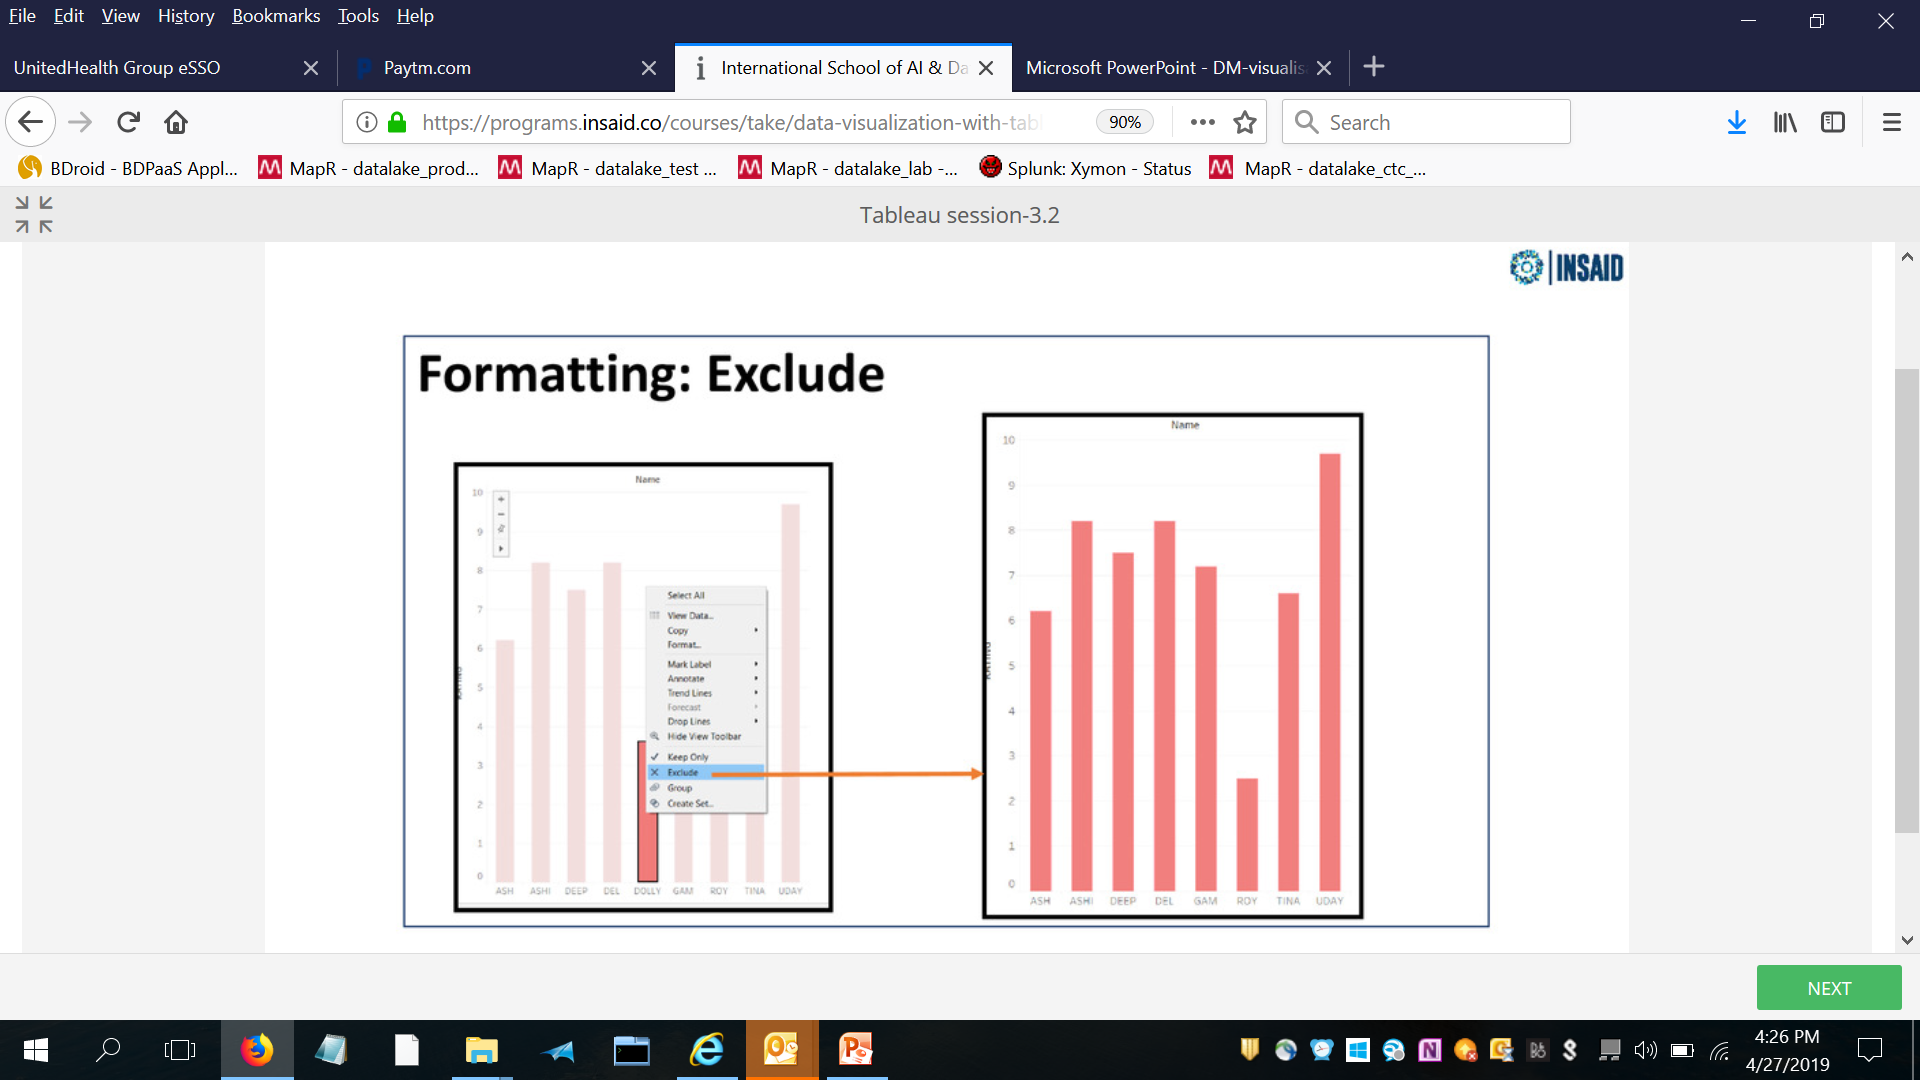 File Edit View History Bookmarks Tools Help
UnitedHealth Group eSSO
Paytm.com
International School of AI & Da
Microsoft PowerPoint - DM-visualis
https://programs.insaid.co/courses/take/data-visualization-with-tabl
90%
Search
BDroid - BDPaaS Appl...
MapR - datalake_prod...
MapR - datalake_test ...
MapR - datalake_lab -...
Splunk: Xymon - Status
MapR - datalake_ctc_...
Tableau session-3.2
INSAID
Formatting: Exclude
Name
10
9
8
7
6
5
4
3
2
1
0
ASH ASHI DEEP DEL DOLLY GAM ROY TINA UDAY
Select All
View Data...
Copy
Format...
Mark Label
Annotate
Trend Lines
Forecast
Drop Lines
Hide View Toolbar
Keep Only
Exclude
Group
Create Set...
Name
10
9
8
7
6
5
4
3
2
1
0
ASH ASHI DEEP DEL GAM ROY TINA UDAY
NEXT
4:26 PM
4/27/2019